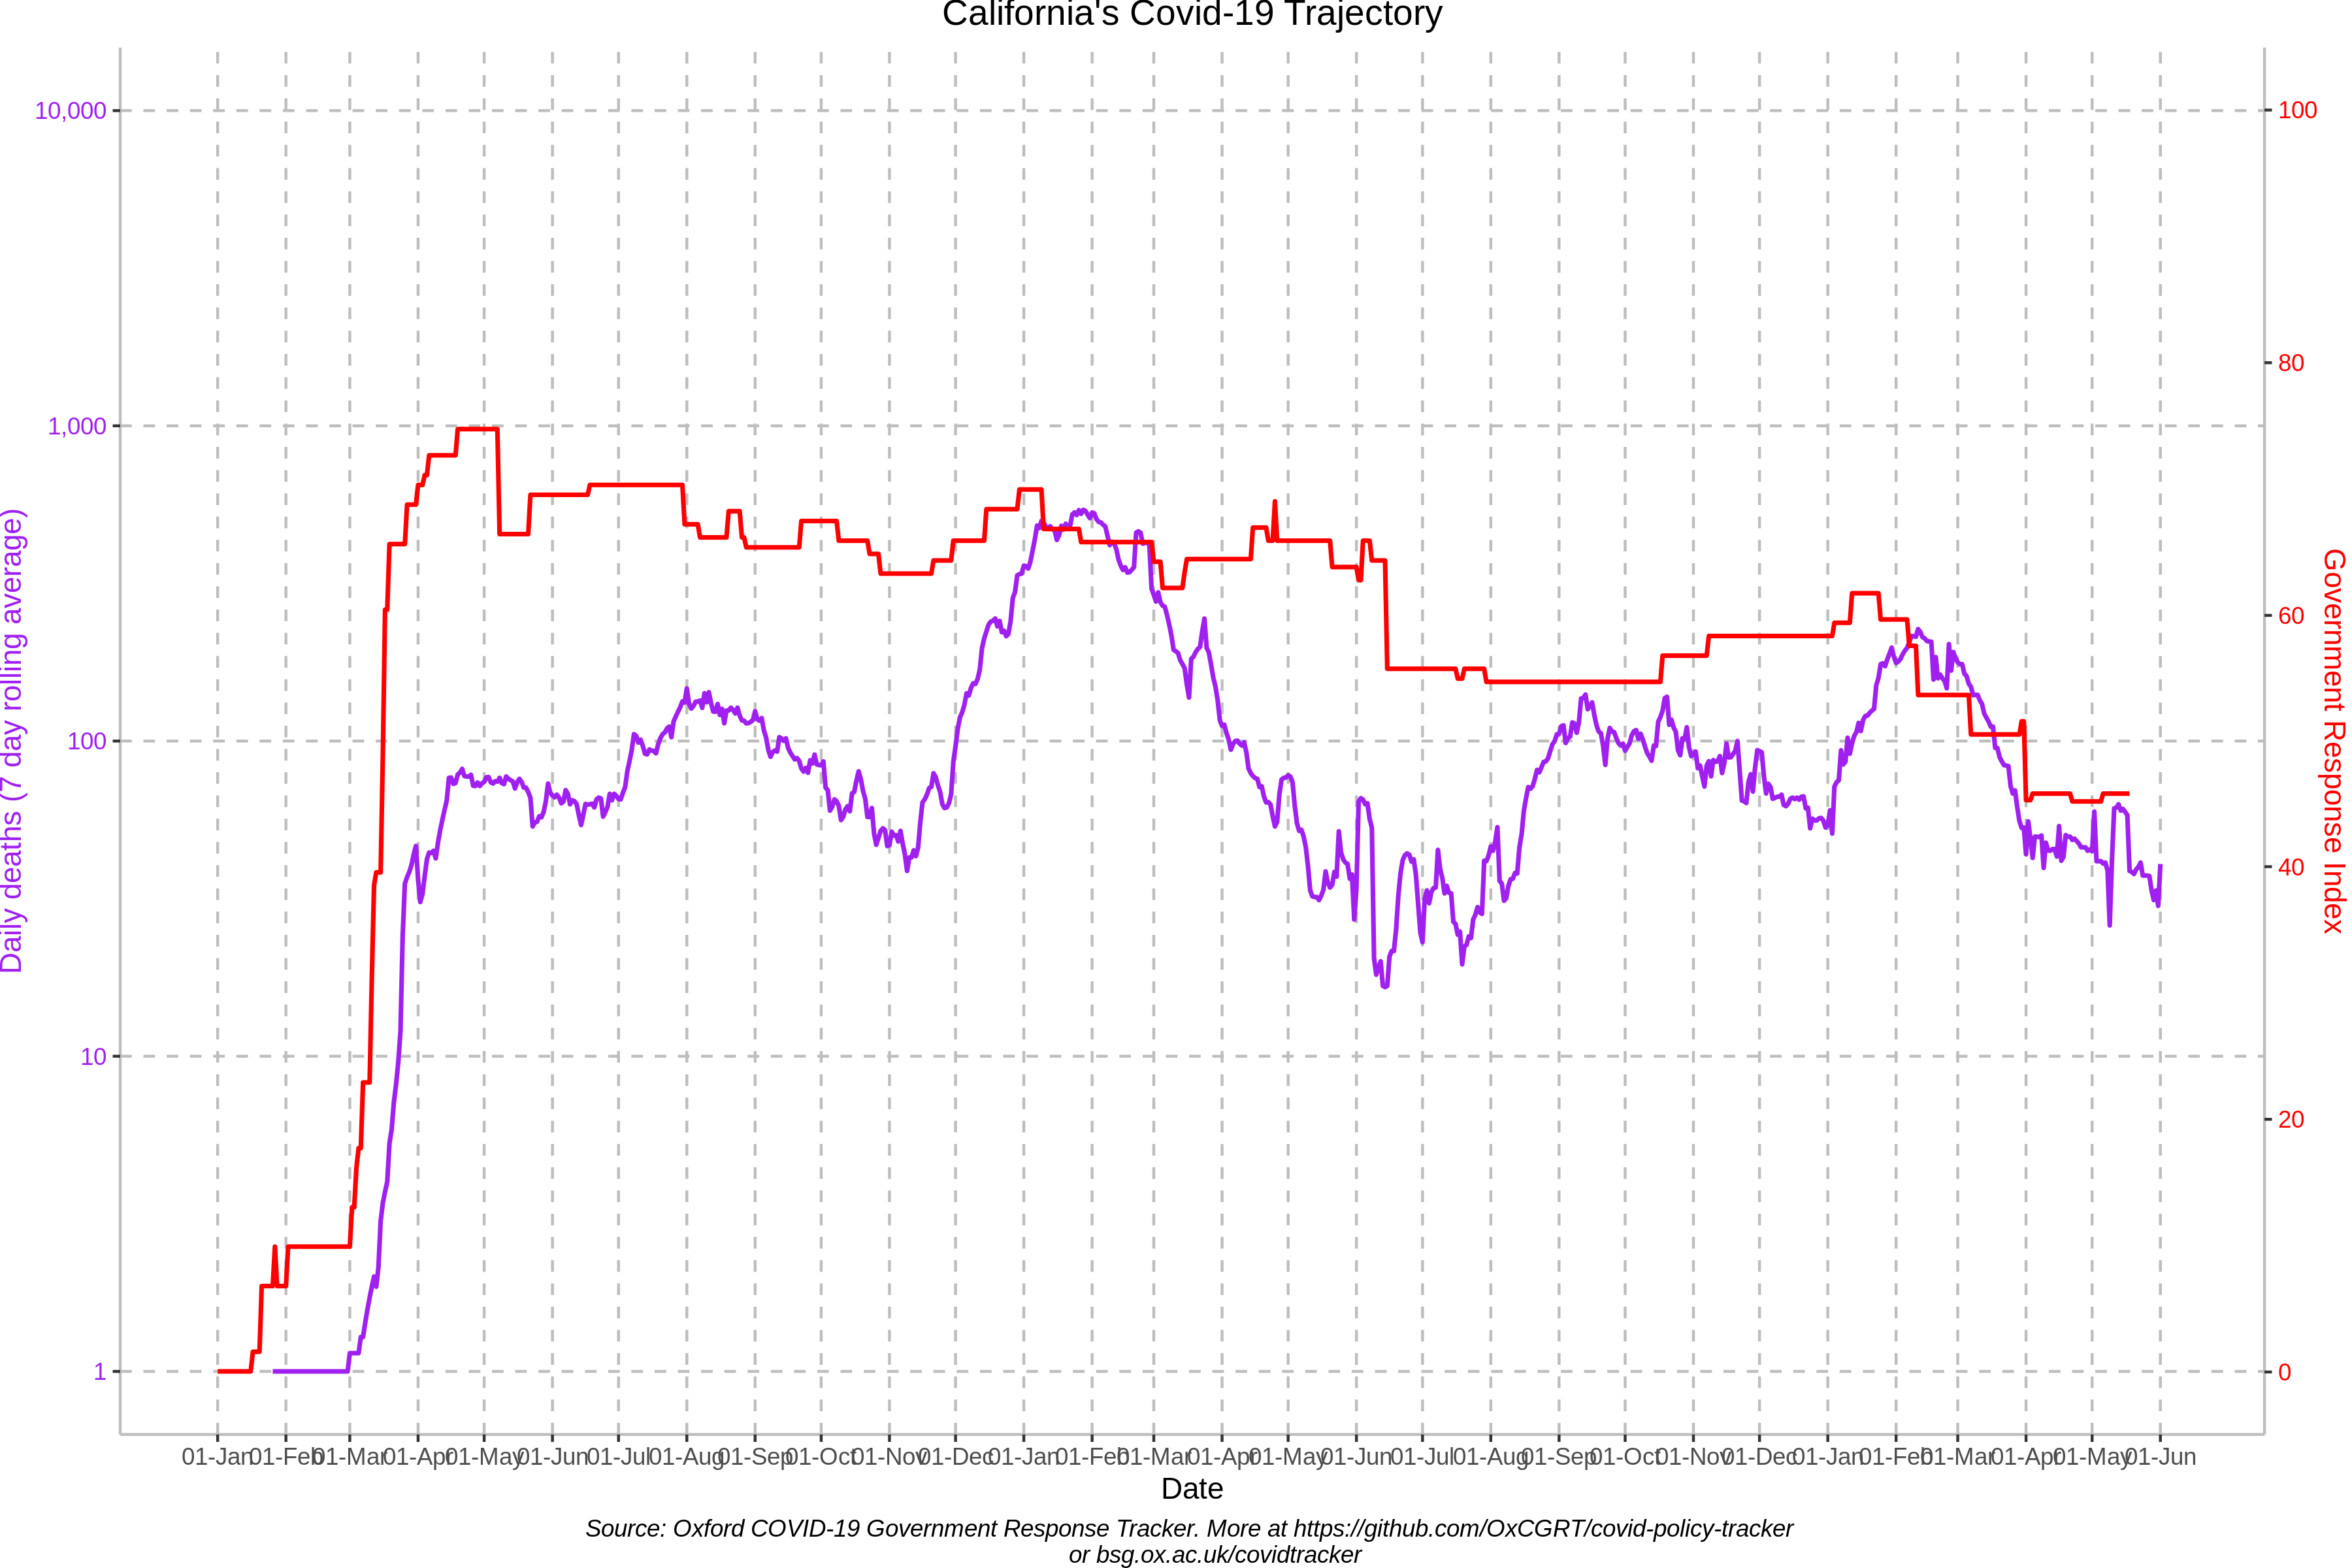 California's Covid-19 Trajectory
10,000
1,000
100
10
1
Daily deaths (7 day rolling average)
100
80
60
40
20
0
Government Response Index
01-Jan 01-Feb 01-Mar 01-Apr 01-May 01-Jun 01-Jul 01-Aug 01-Sep 01-Oct 01-Nov 01-Dec 01-Jan 01-Feb 01-Mar 01-Apr 01-May 01-Jun 01-Jul 01-Aug 01-Sep 01-Oct 01-Nov 01-Dec 01-Jan 01-Feb 01-Mar 01-Apr 01-May 01-Jun
Date
Source: Oxford COVID-19 Government Response Tracker. More at https://github.com/OxCGRT/covid-policy-tracker
or bsg.ox.ac.uk/covidtracker